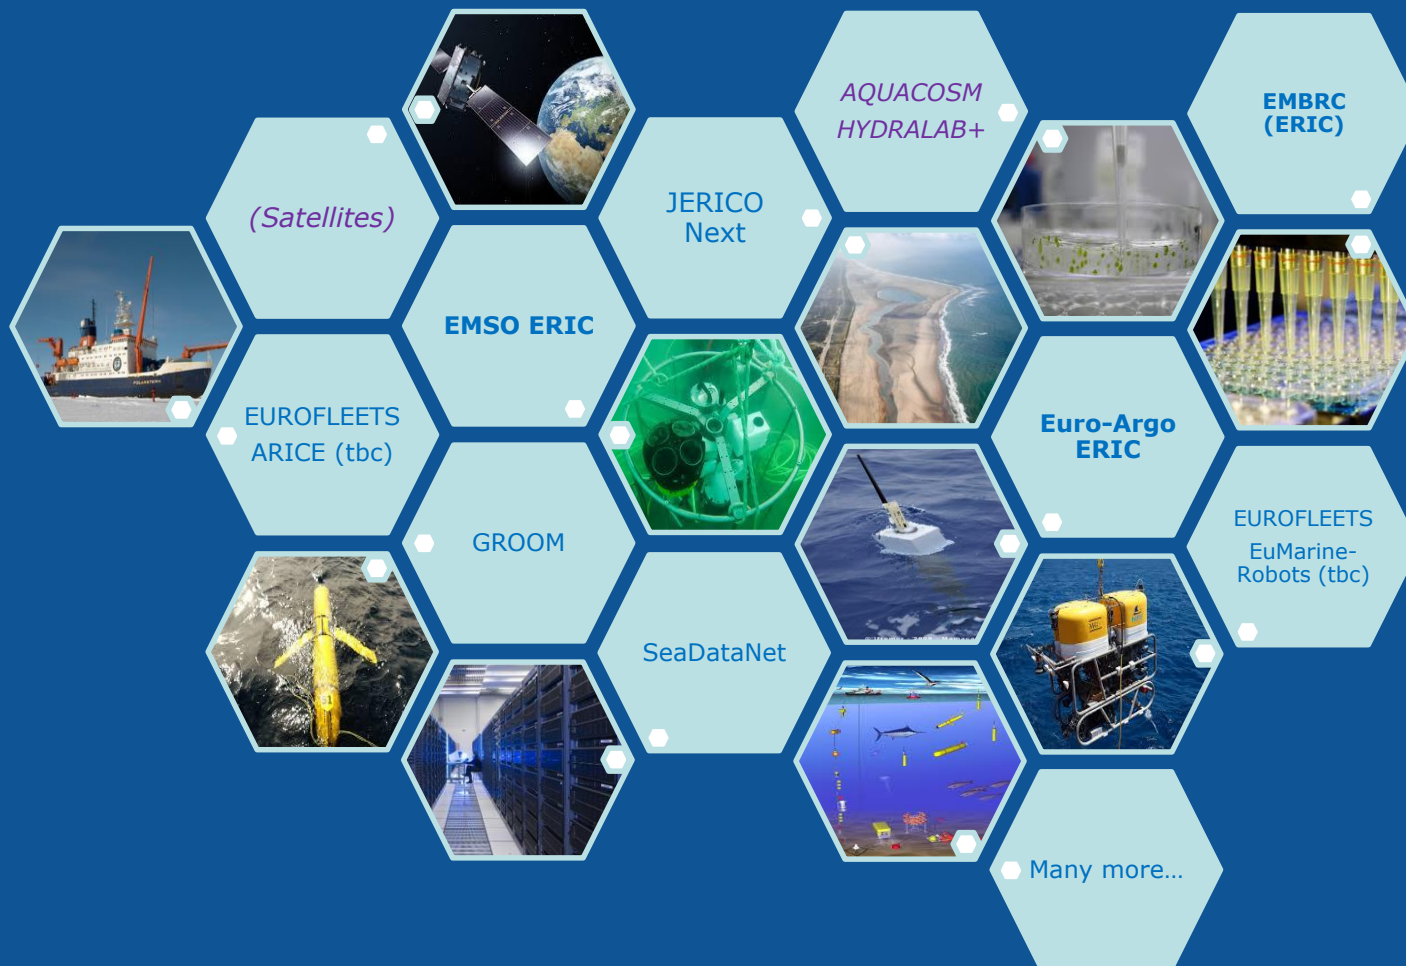 AQUACOSM
HYDRALAB+
EMBRC
(ERIC)
(Satellites)
JERICO
Next
EMSO ERIC
EUROFLEETS
ARICE (tbc)
Euro-Argo
ERIC
GROOM
EUROFLEETS
EuMarine-
Robots (tbc)
SeaDataNet
Many more…
POLARSTERN